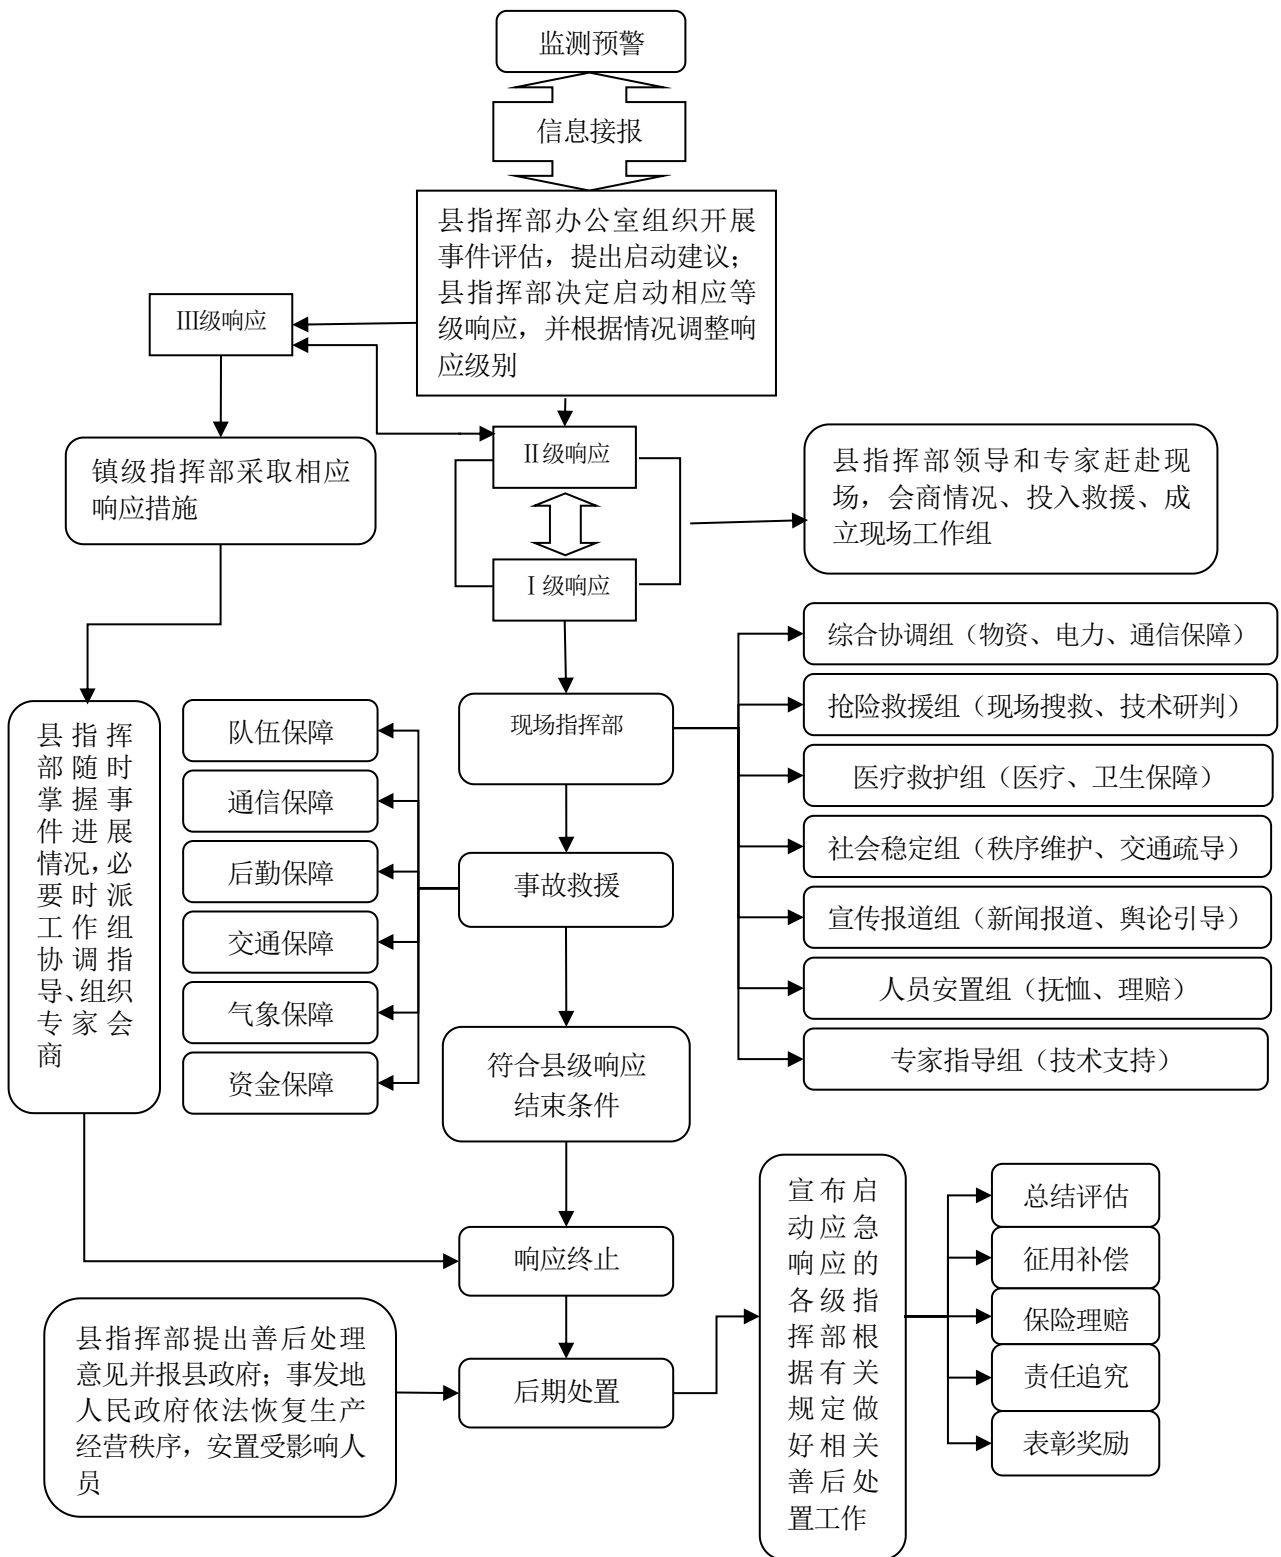 监测预警
信息接报
县指挥部办公室组织开展
事件评估，提出启动建议；
县指挥部决定启动相应等
级响应，并根据情况调整响
应级别
III级响应
II级响应
I 级响应
镇级指挥部采取相应
响应措施
县指挥部领导和专家赶赴现
场，会商情况、投入救援、成
立现场工作组
现场指挥部
综合协调组（物资、电力、通信保障）
抢险救援组（现场搜救、技术研判）
医疗救护组（医疗、卫生保障）
社会稳定组（秩序维护、交通疏导）
宣传报道组（新闻报道、舆论引导）
人员安置组（抚恤、理赔）
专家指导组（技术支持）
县指挥
部随时
掌握事
件进展
情况，必
要时派
工作组
协调指
导、组织
专家会
商
队伍保障
通信保障
后勤保障
交通保障
气象保障
资金保障
事故救援
符合县级响应
结束条件
响应终止
后期处置
县指挥部提出善后处理
意见并报县政府；事发地
人民政府依法恢复生产
经营秩序，安置受影响人
员
宣布启
动应急
响应的
各级指
挥部根
据有关
规定做
好相关
善后处
置工作
总结评估
征用补偿
保险理赔
责任追究
表彰奖励